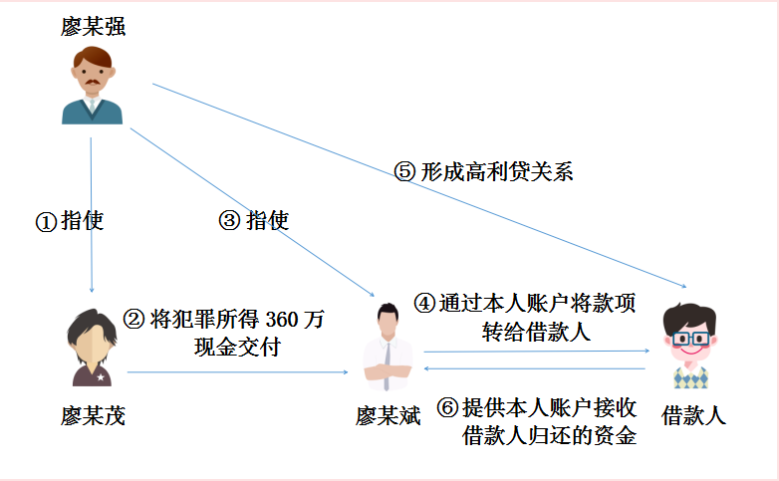 廖某强
⑤ 形成高利贷关系
① 指使
③ 指使
② 将犯罪所得 360 万
现金交付
④ 通过本人账户将款项
转给借款人
廖某茂
廖某斌
⑥ 提供本人账户接收
借款人归还的资金
借款人